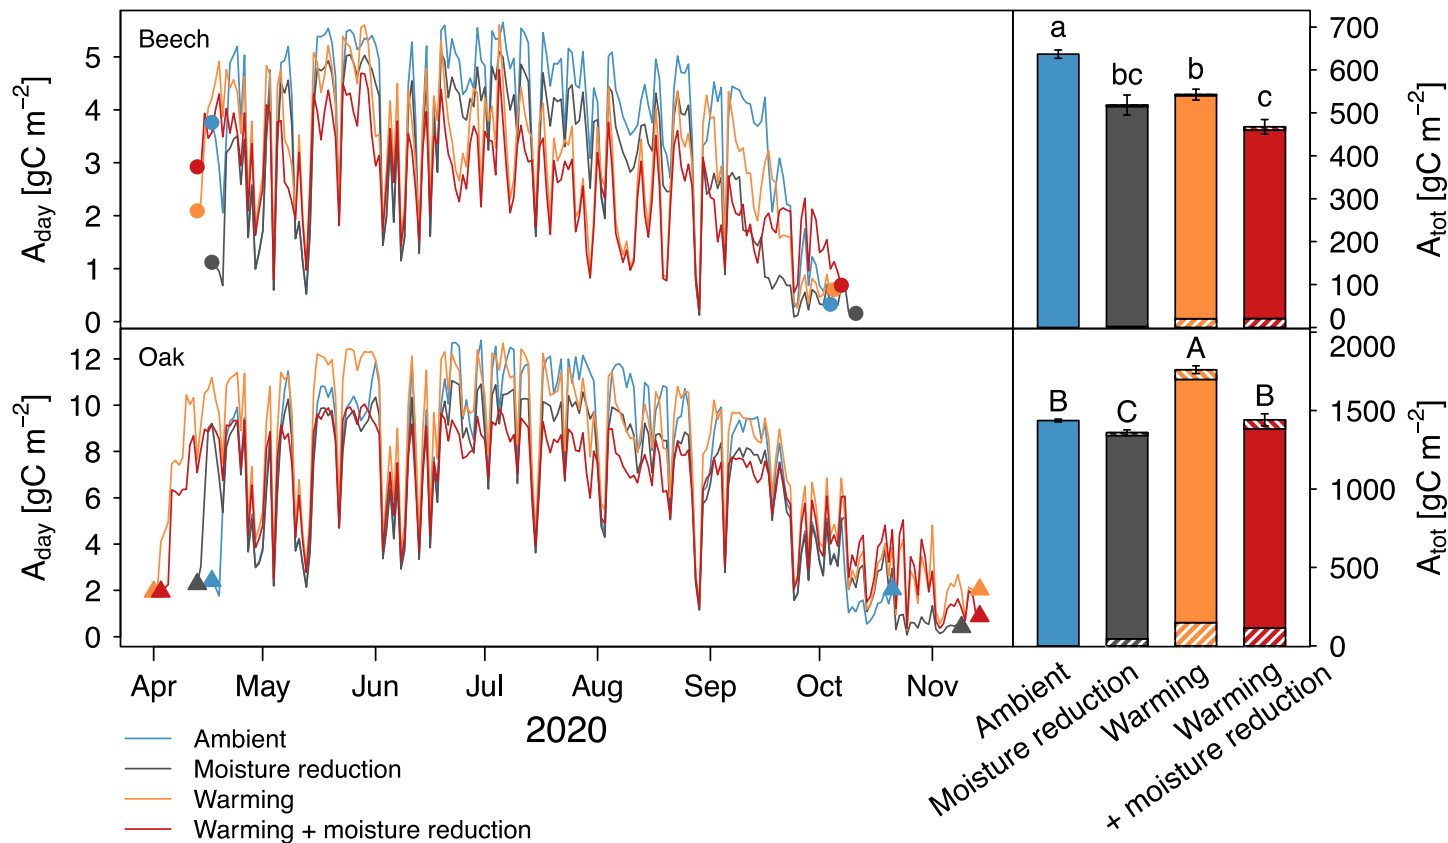 Beech
A_day [gC m⁻²]
5
4
3
2
1
0
a
bc
b
c
700
600
500
400
300
200
100
0
A_tot [gC m⁻²]
Oak
A_day [gC m⁻²]
12
10
8
6
4
2
0
B
C
A
B
2000
1500
1000
500
0
A_tot [gC m⁻²]
Apr May Jun Jul Aug Sep Oct Nov
2020
Ambient
Moisture reduction
Warming
Warming
+ moisture reduction
Ambient
Moisture reduction
Warming
Warming + moisture reduction